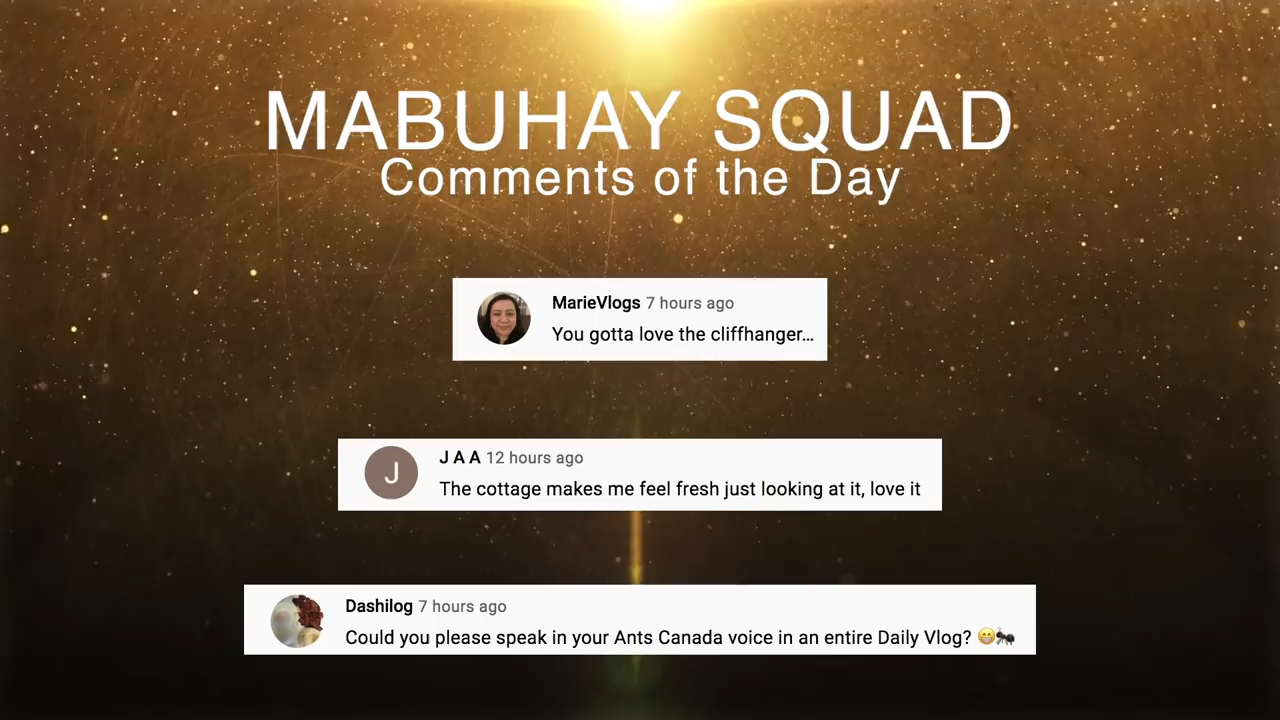 MABUHAY SQUAD
Comments of the Day
MarieVlogs 7 hours ago
You gotta love the cliffhanger...
J
J A A 12 hours ago
The cottage makes me feel fresh just looking at it, love it
Dashilog 7 hours ago
Could you please speak in your Ants Canada voice in an entire Daily Vlog? 😁🐜